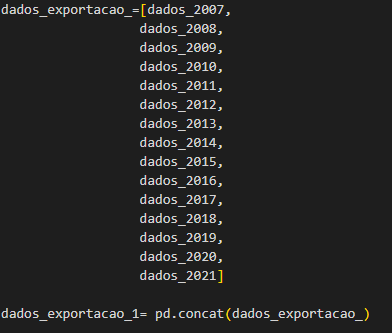 dados_exportacao_=[dados_2007,
dados_2008,
dados_2009,
dados_2010,
dados_2011,
dados_2012,
dados_2013,
dados_2014,
dados_2015,
dados_2016,
dados_2017,
dados_2018,
dados_2019,
dados_2020,
dados_2021]
dados_exportacao_1= pd.concat(dados_exportacao_)